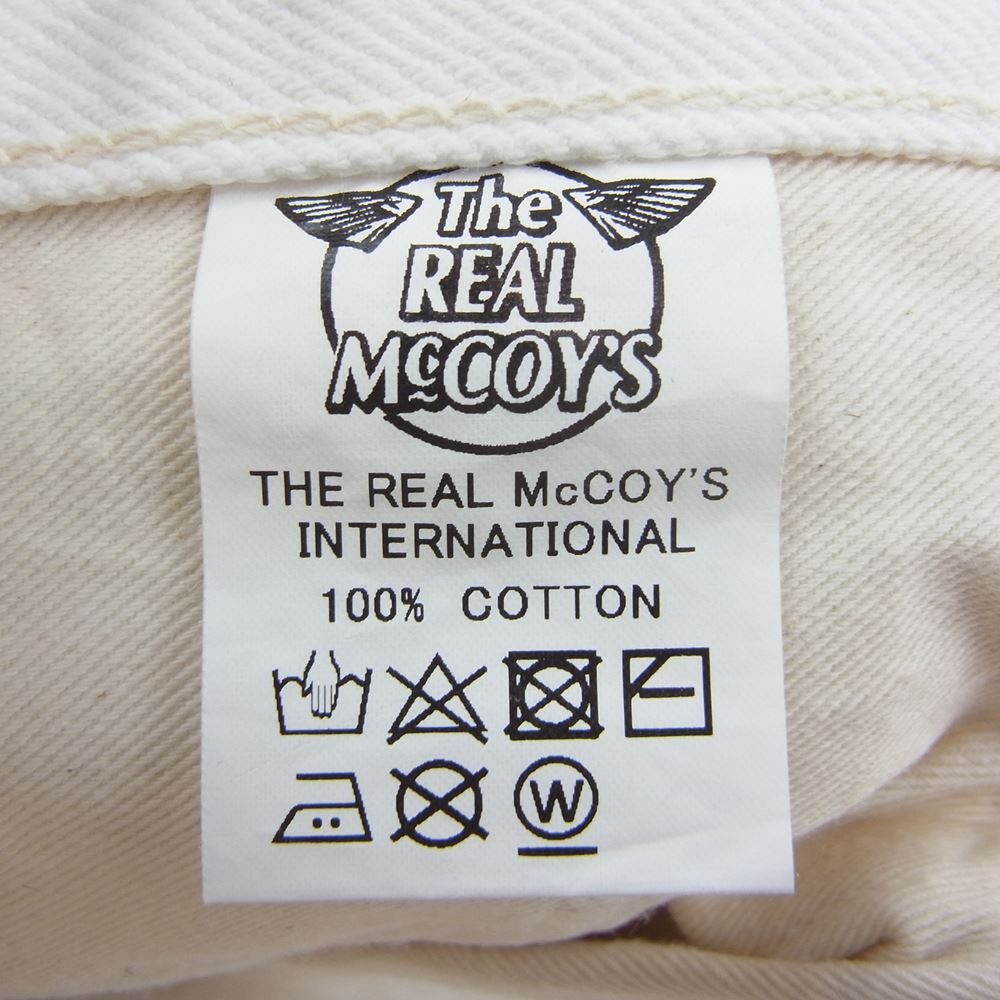 The
REAL
McCOY'S
THE REAL McCOY'S
INTERNATIONAL
100% COTTON
W